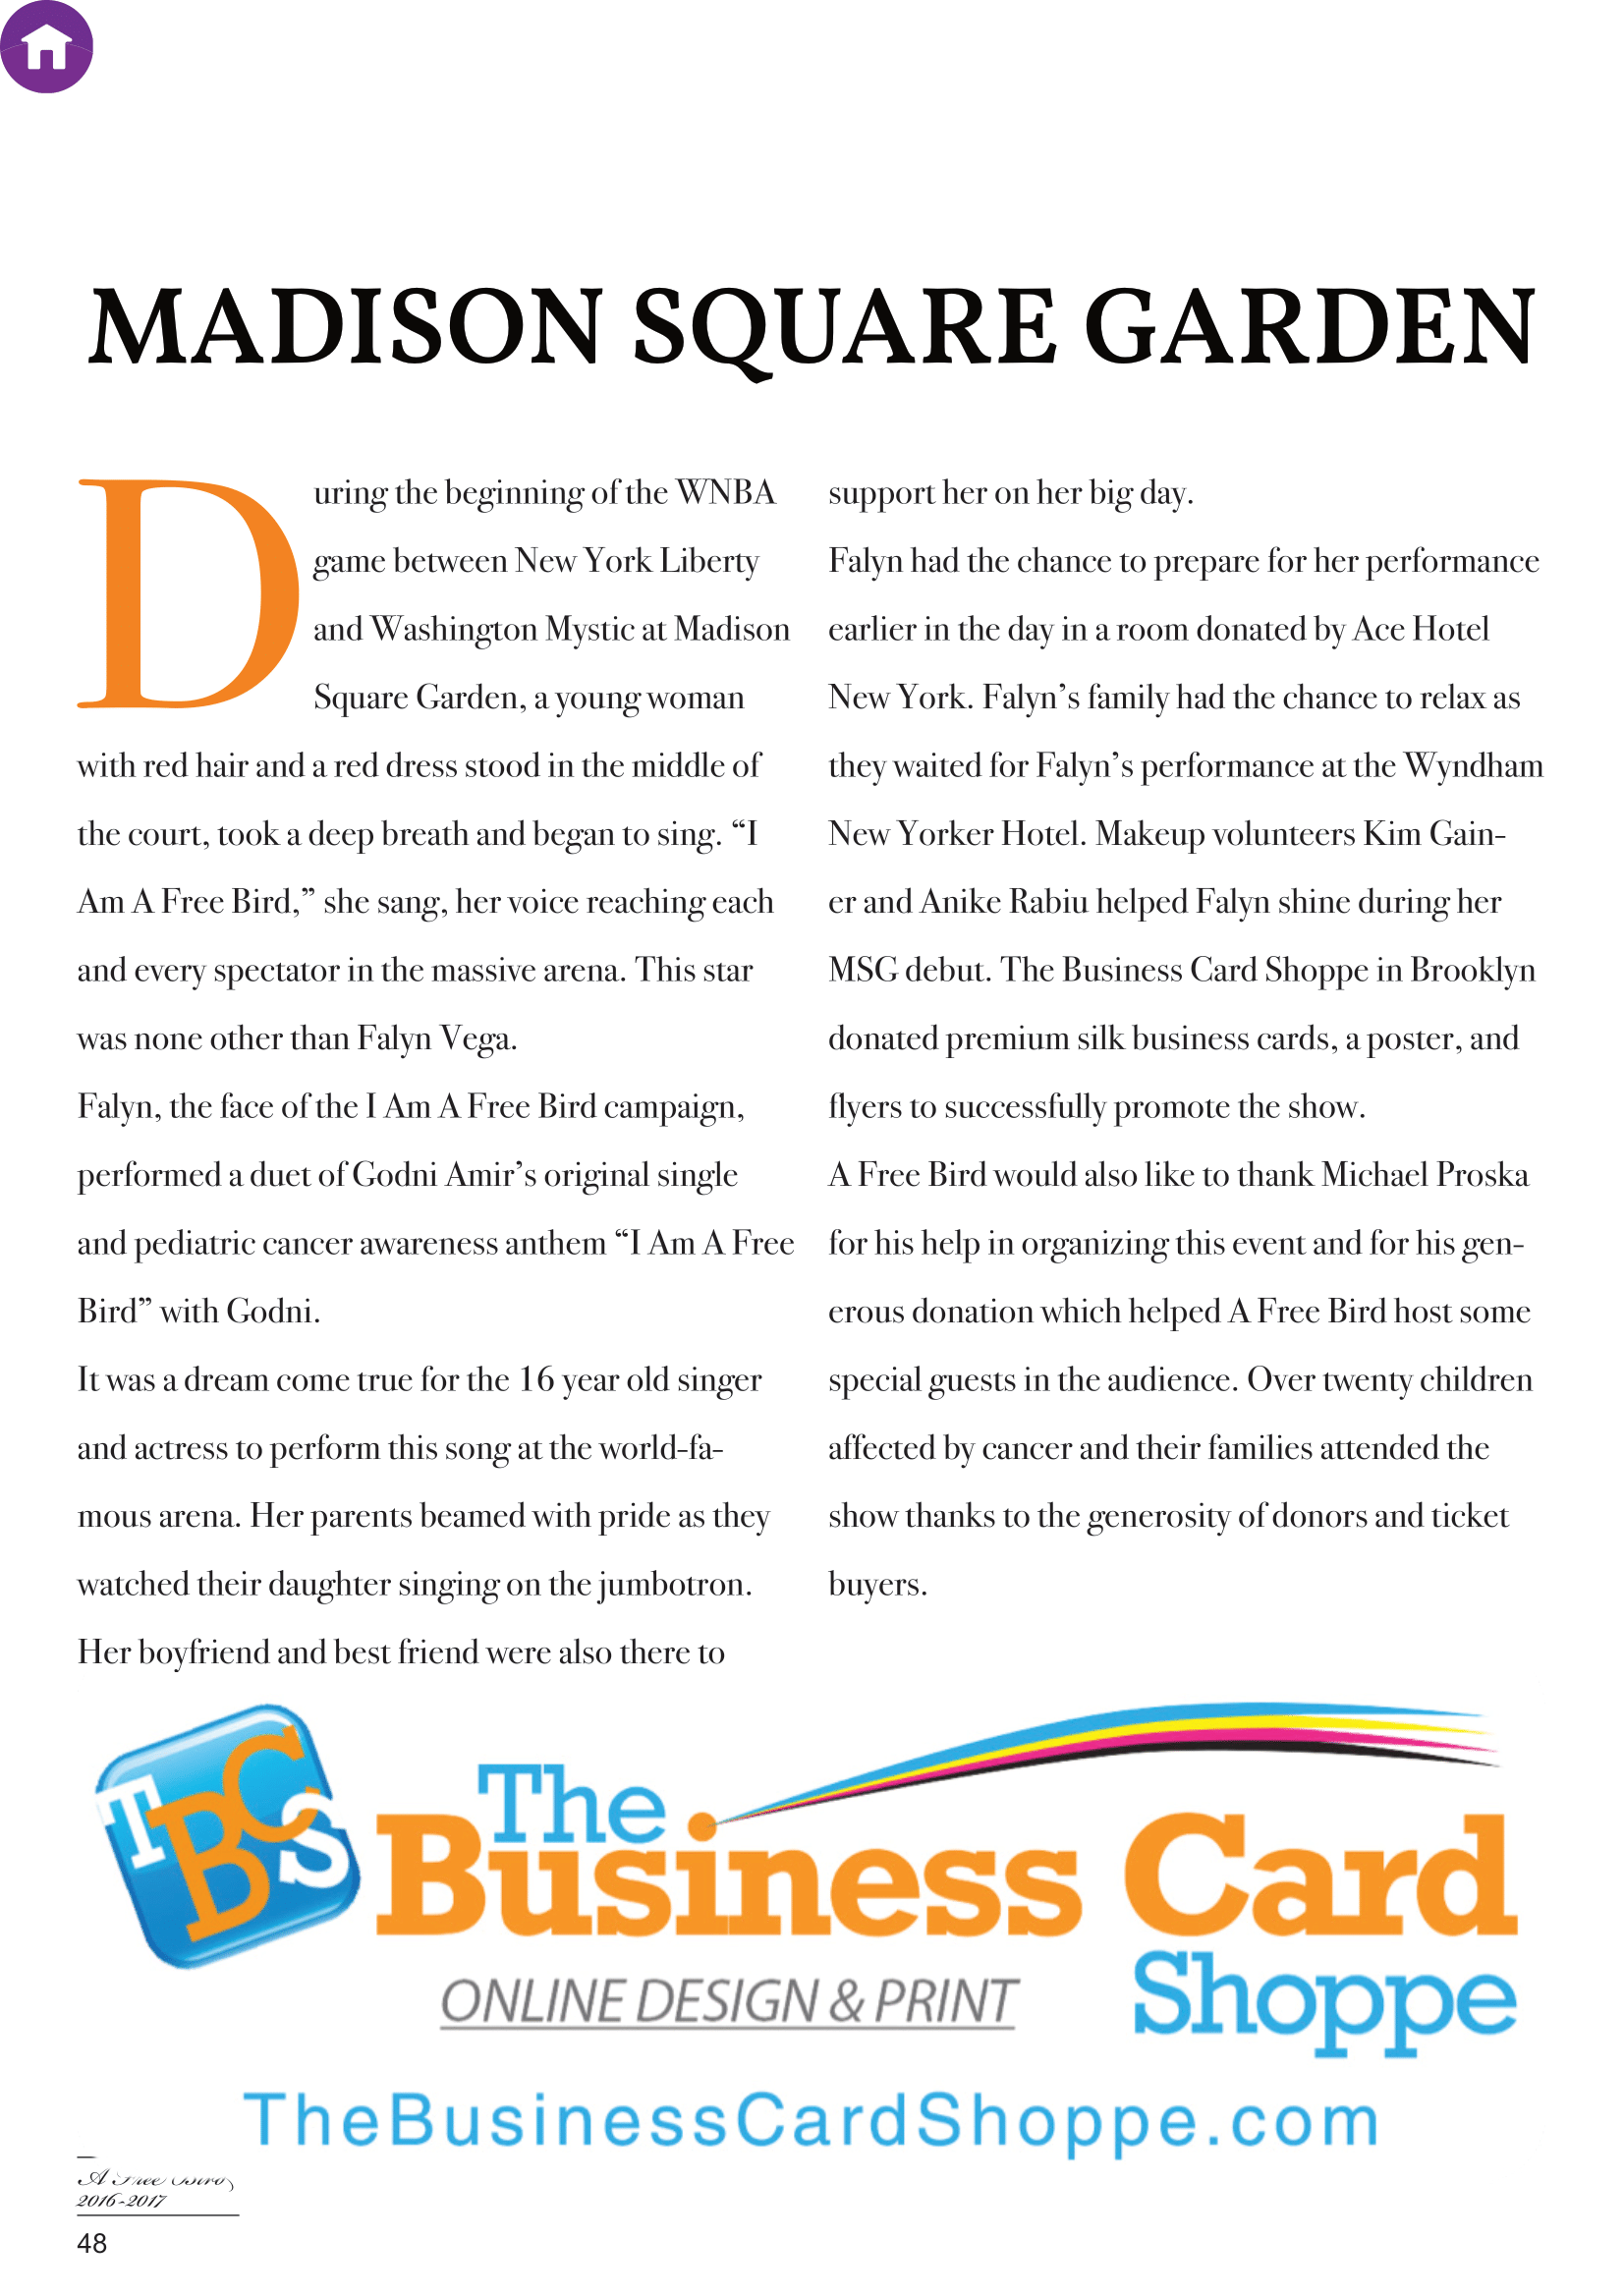 MADISON SQUARE GARDEN
During the beginning of the WNBA
game between New York Liberty
and Washington Mystic at Madison
Square Garden, a young woman
with red hair and a red dress stood in the middle of
the court, took a deep breath and began to sing. “I
Am A Free Bird,” she sang, her voice reaching each
and every spectator in the massive arena. This star
was none other than Falyn Vega.
Falyn, the face of the I Am A Free Bird campaign,
performed a duet of Godni Amir’s original single
and pediatric cancer awareness anthem “I Am A Free
Bird” with Godni.
It was a dream come true for the 16 year old singer
and actress to perform this song at the world-fa-
mous arena. Her parents beamed with pride as they
watched their daughter singing on the jumbotron.
Her boyfriend and best friend were also there to
support her on her big day.
Falyn had the chance to prepare for her performance
earlier in the day in a room donated by Ace Hotel
New York. Falyn’s family had the chance to relax as
they waited for Falyn’s performance at the Wyndham
New Yorker Hotel. Makeup volunteers Kim Gain-
er and Anike Rabiu helped Falyn shine during her
MSG debut. The Business Card Shoppe in Brooklyn
donated premium silk business cards, a poster, and
flyers to successfully promote the show.
A Free Bird would also like to thank Michael Proska
for his help in organizing this event and for his gen-
erous donation which helped A Free Bird host some
special guests in the audience. Over twenty children
affected by cancer and their families attended the
show thanks to the generosity of donors and ticket
buyers.
TBCS
The
Business Card
Shoppe
ONLINE DESIGN & PRINT
TheBusinessCardShoppe.com
A Free Bird
2016-2017
48